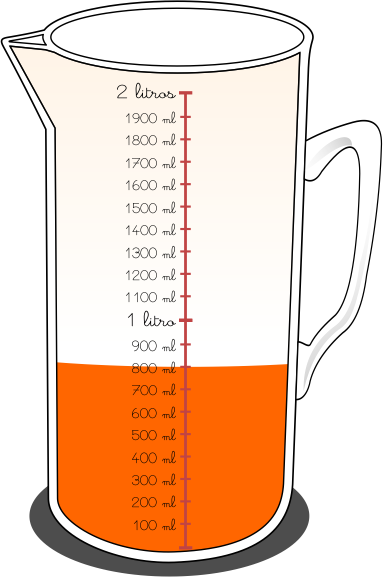 2 litros
1900 ml
1800 ml
1700 ml
1600 ml
1500 ml
1400 ml
1300 ml
1200 ml
1100 ml
1 litro
900 ml
800 ml
700 ml
600 ml
500 ml
400 ml
300 ml
200 ml
100 ml